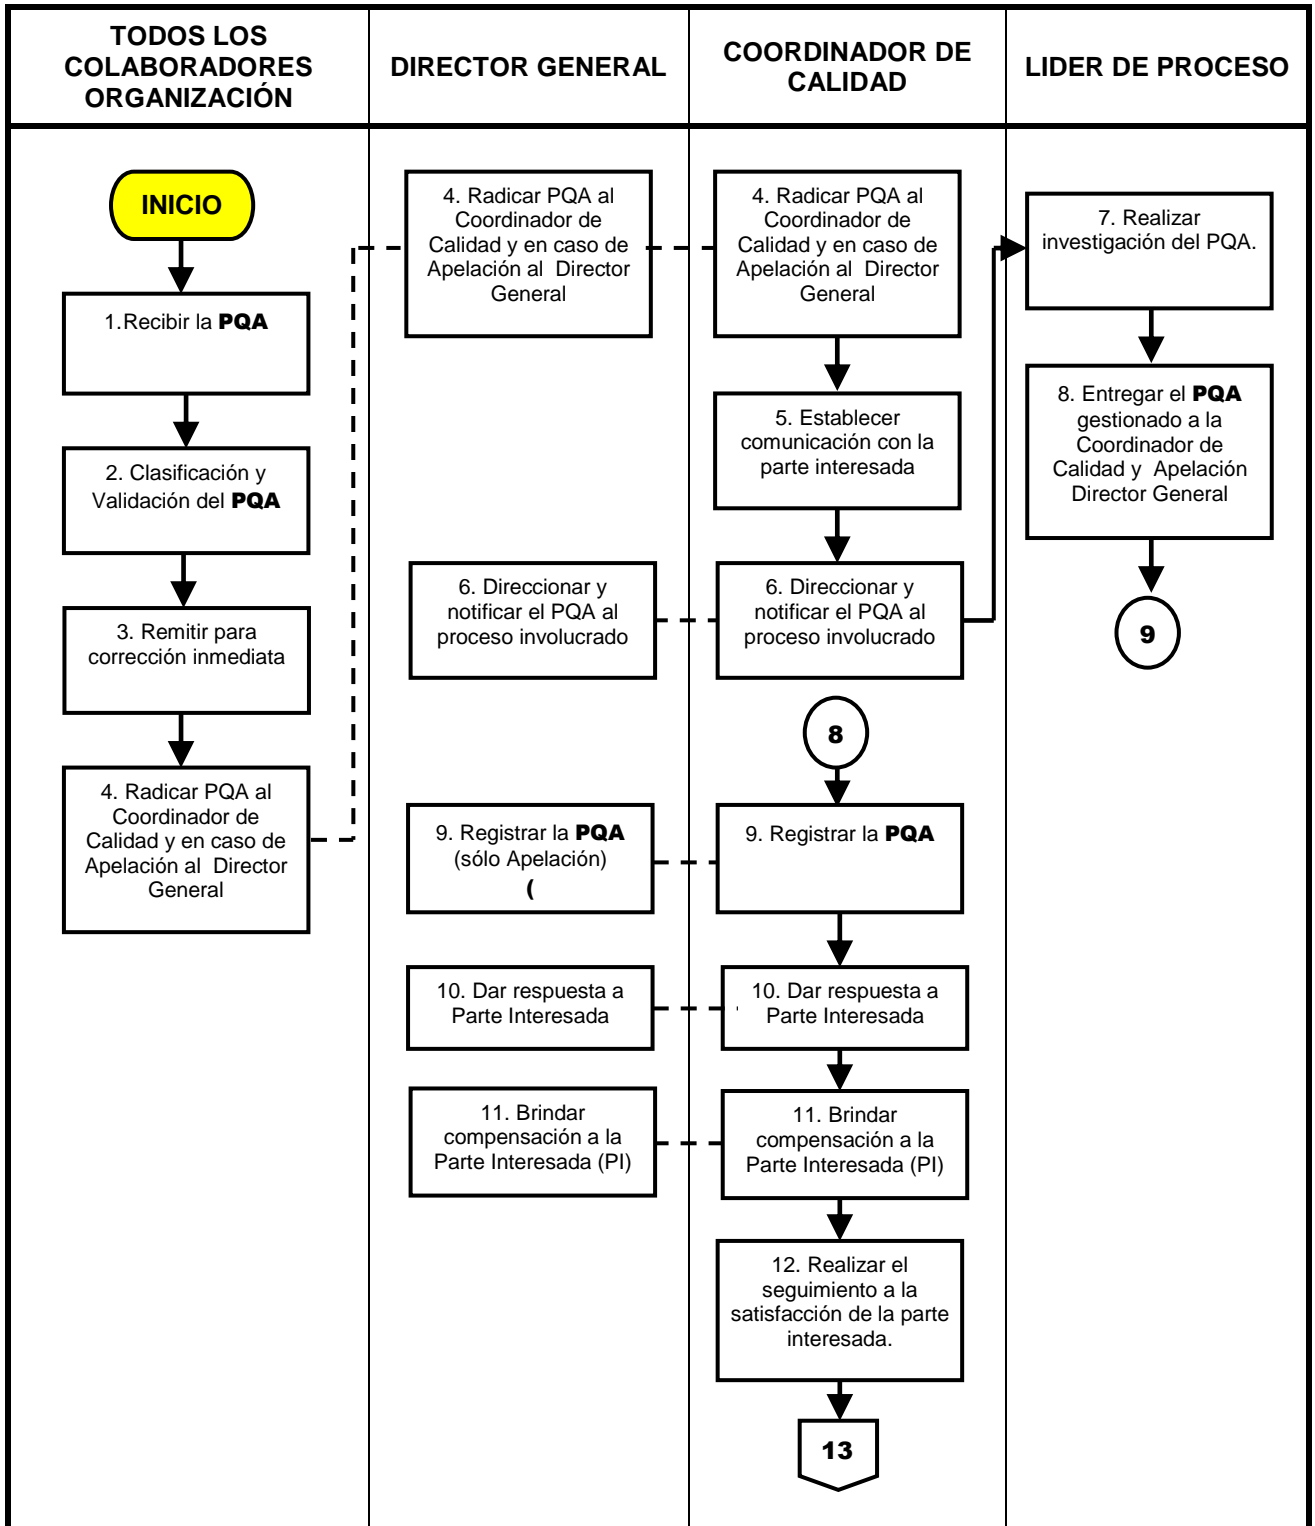 TODOS LOS
COLABORADORES
ORGANIZACIÓN
DIRECTOR GENERAL
COORDINADOR DE
CALIDAD
LIDER DE PROCESO
INICIO
1.Recibir la PQA
2. Clasificación y
Validación del PQA
3. Remitir para
corrección inmediata
4. Radicar PQA al
Coordinador de
Calidad y en caso de
Apelación al Director
General
4. Radicar PQA al
Coordinador de
Calidad y en caso de
Apelación al Director
General
6. Direccionar y
notificar el PQA al
proceso involucrado
9. Registrar la PQA
(sólo Apelación)
(
10. Dar respuesta a
Parte Interesada
11. Brindar
compensación a la
Parte Interesada (PI)
4. Radicar PQA al
Coordinador de
Calidad y en caso de
Apelación al Director
General
5. Establecer
comunicación con la
parte interesada
6. Direccionar y
notificar el PQA al
proceso involucrado
8
9. Registrar la PQA
10. Dar respuesta a
Parte Interesada
11. Brindar
compensación a la
Parte Interesada (PI)
12. Realizar el
seguimiento a la
satisfacción de la parte
interesada.
13
7. Realizar
investigación del PQA.
8. Entregar el PQA
gestionado a la
Coordinador de
Calidad y Apelación
Director General
9